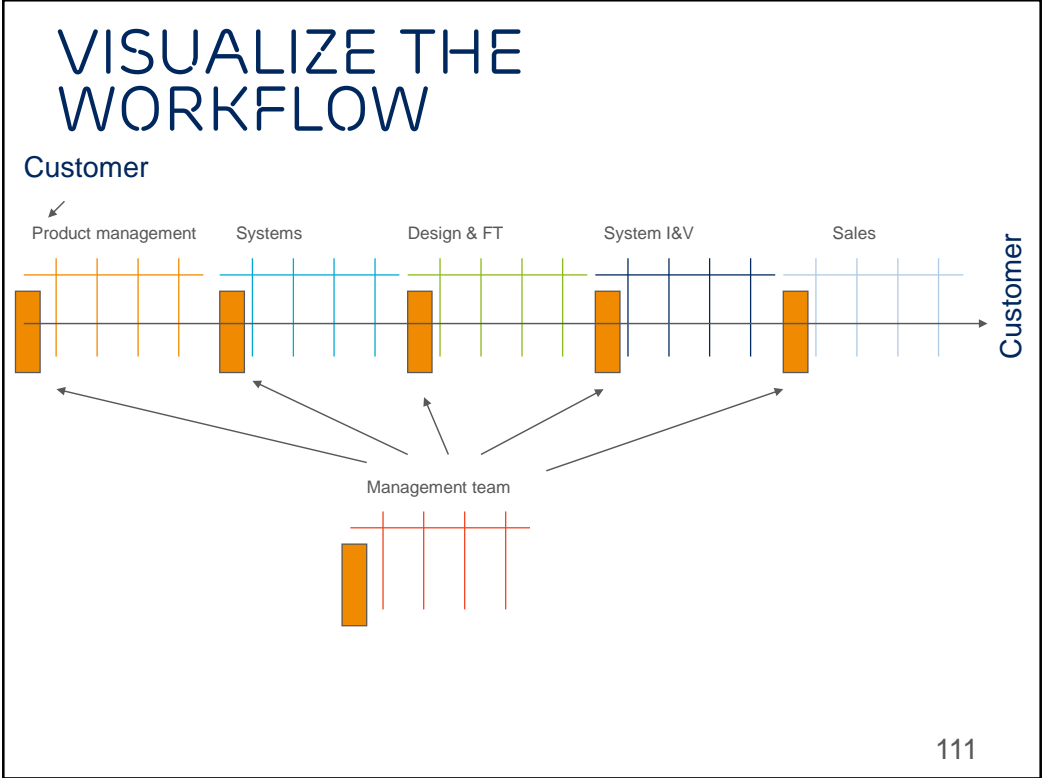 VISUALIZE THE
WORKFLOW
Customer
Product management
Systems
Design & FT
System I&V
Sales
Customer
Management team
111